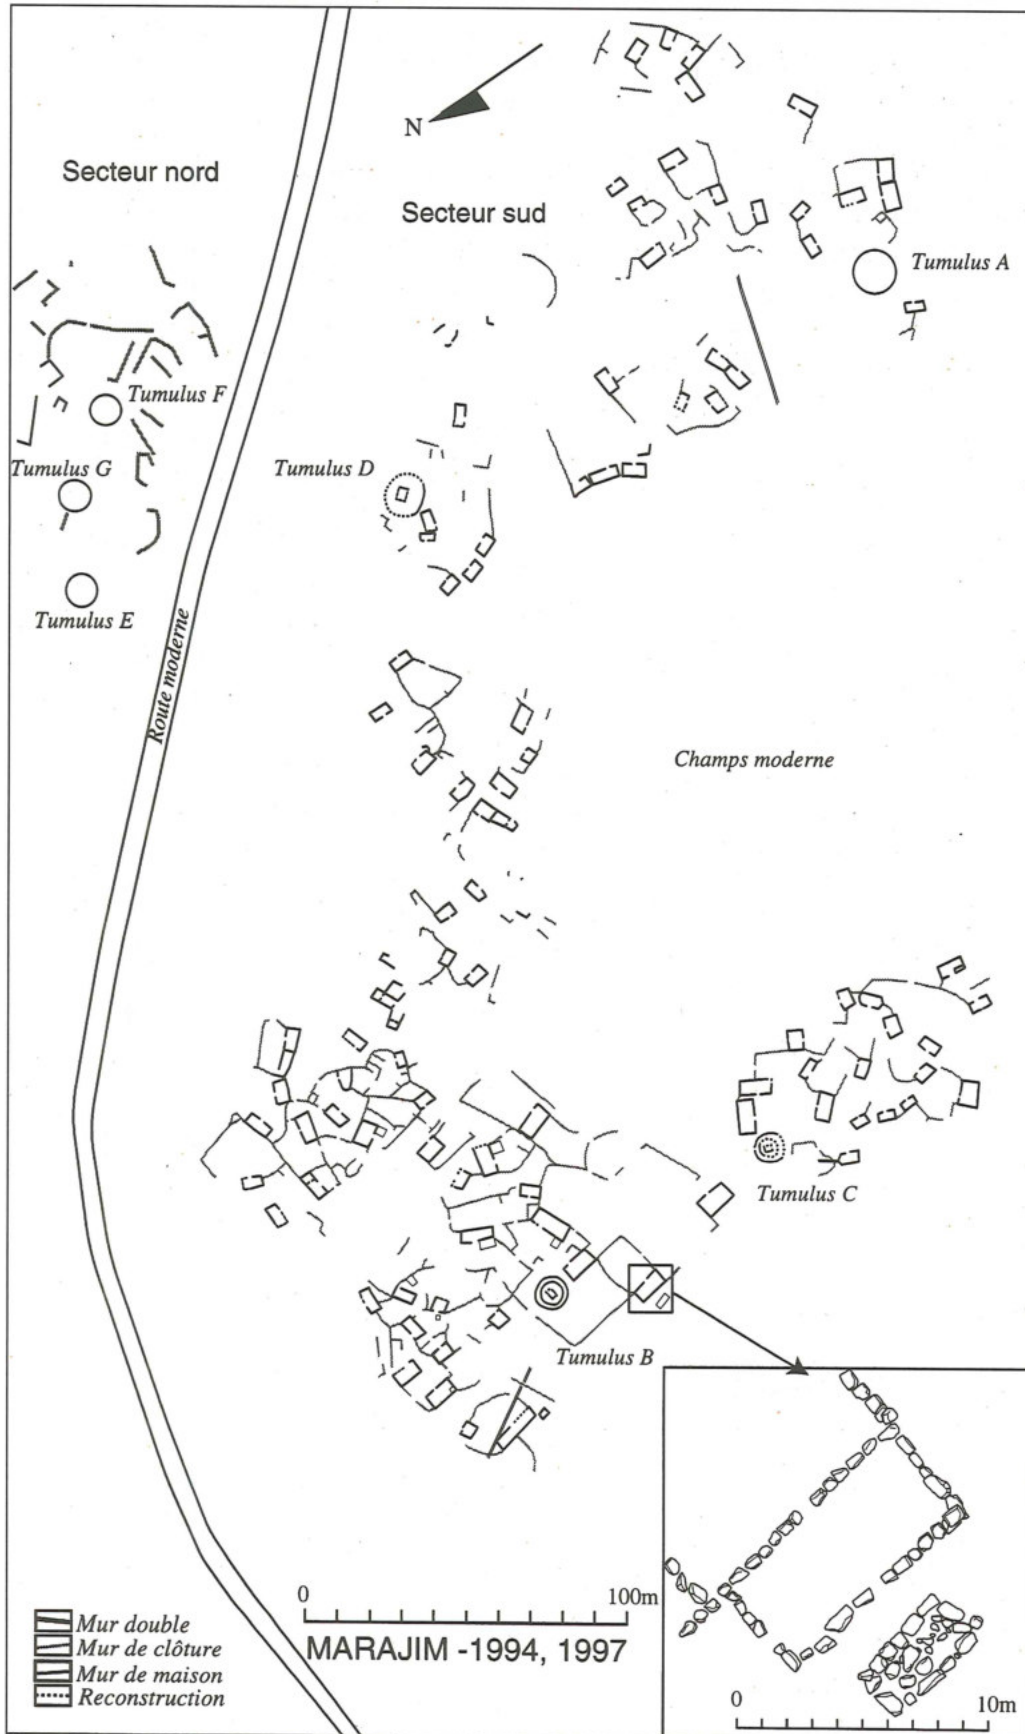 N
Secteur nord
Secteur sud
Tumulus A
Tumulus F
Tumulus G
Tumulus D
Tumulus E
Route moderne
Champs moderne
Tumulus C
Tumulus B
0 100m
MARAJIM -1994, 1997
Mur double
Mur de clôture
Mur de maison
Reconstruction
0 10m